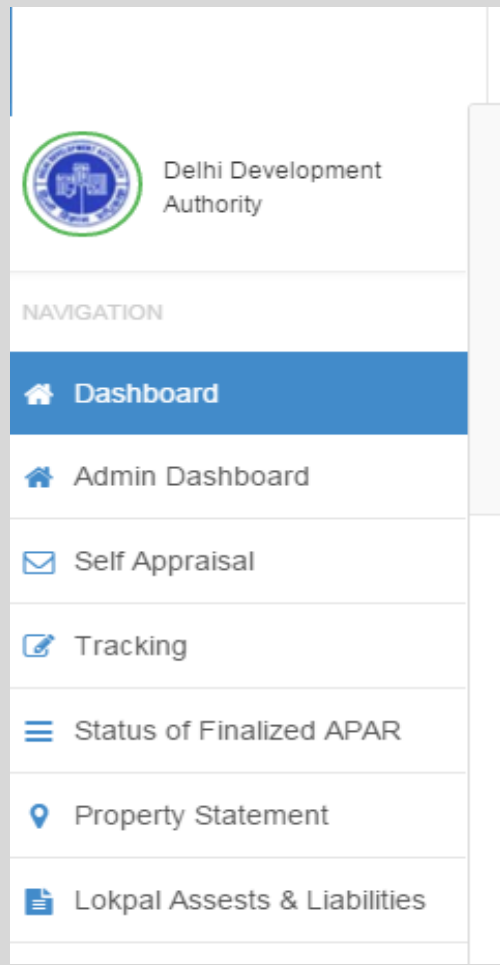 Delhi Development
Authority
NAVIGATION
Dashboard
Admin Dashboard
Self Appraisal
Tracking
Status of Finalized APAR
Property Statement
Lokpal Assests & Liabilities